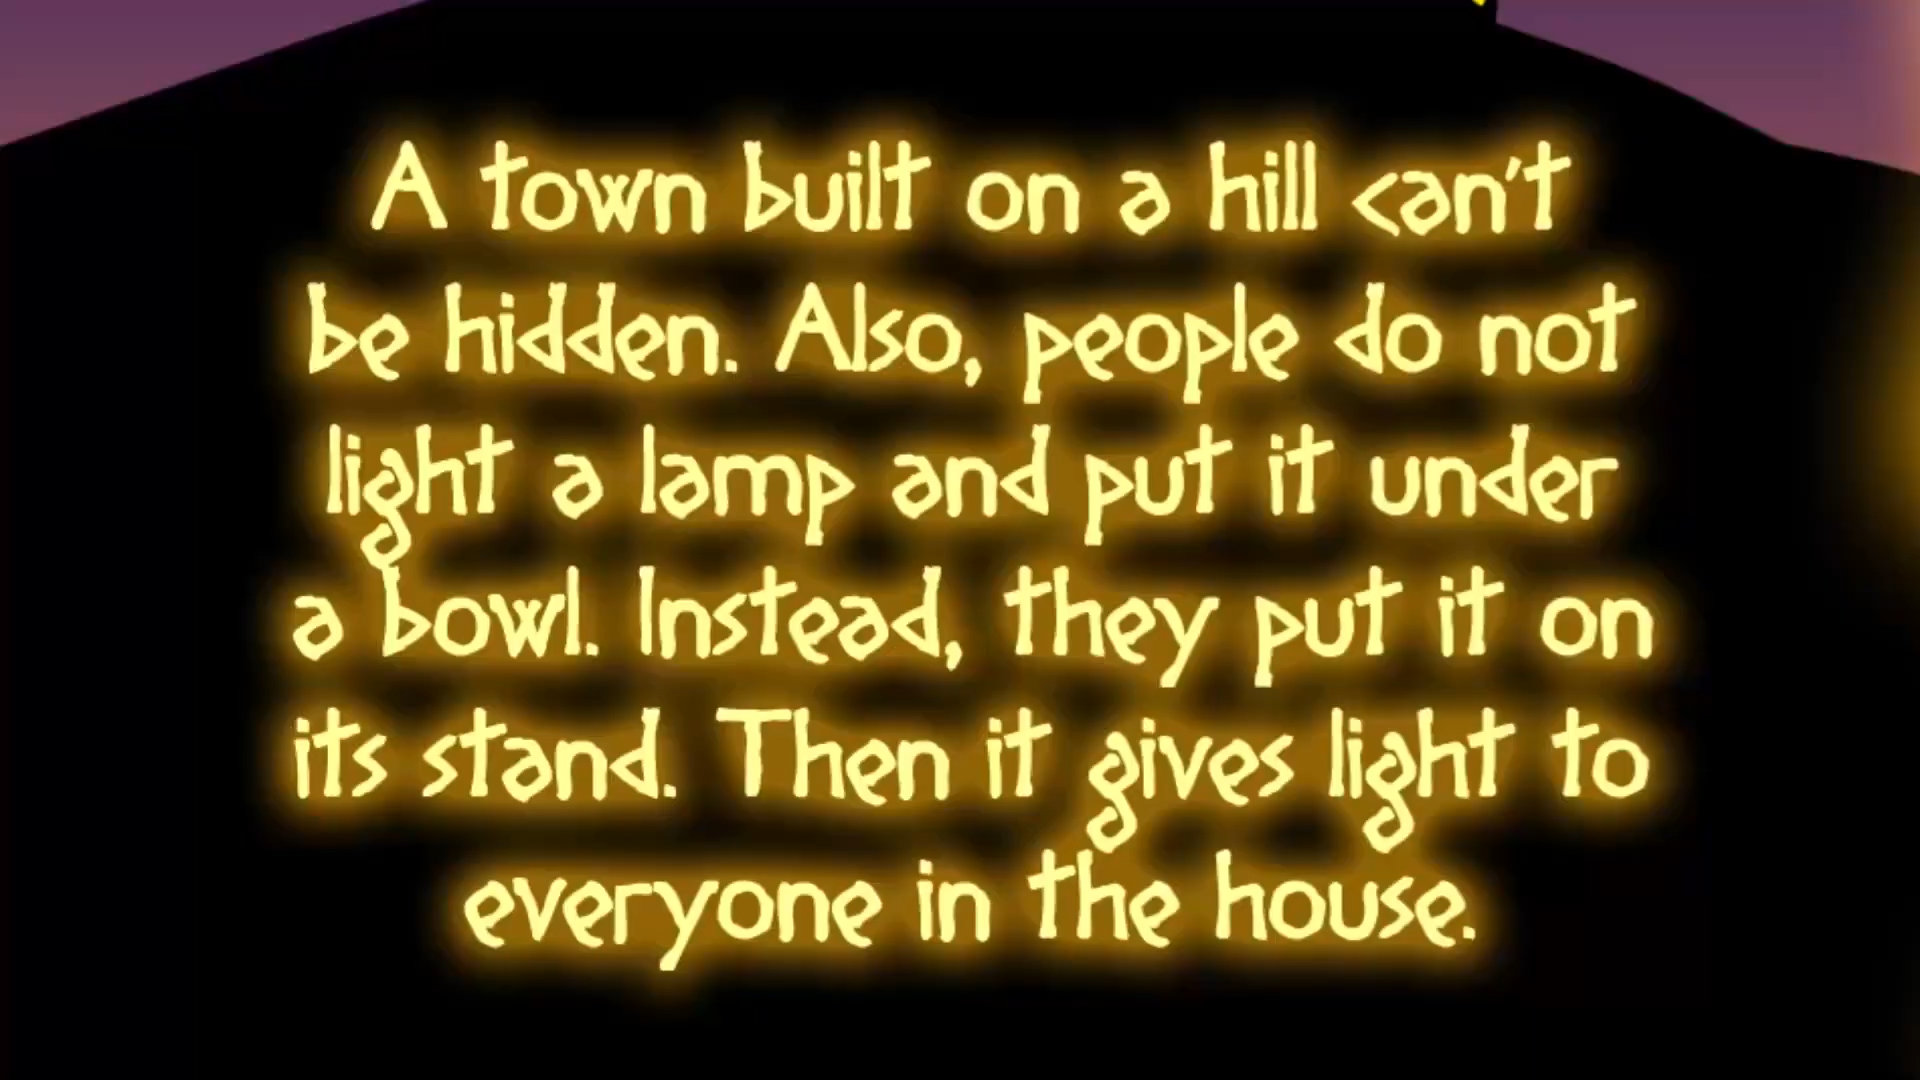 A town built on a hill can't
be hidden. Also, people do not
light a lamp and put it under
a bowl. Instead, they put it on
its stand. Then it gives light to
everyone in the house.